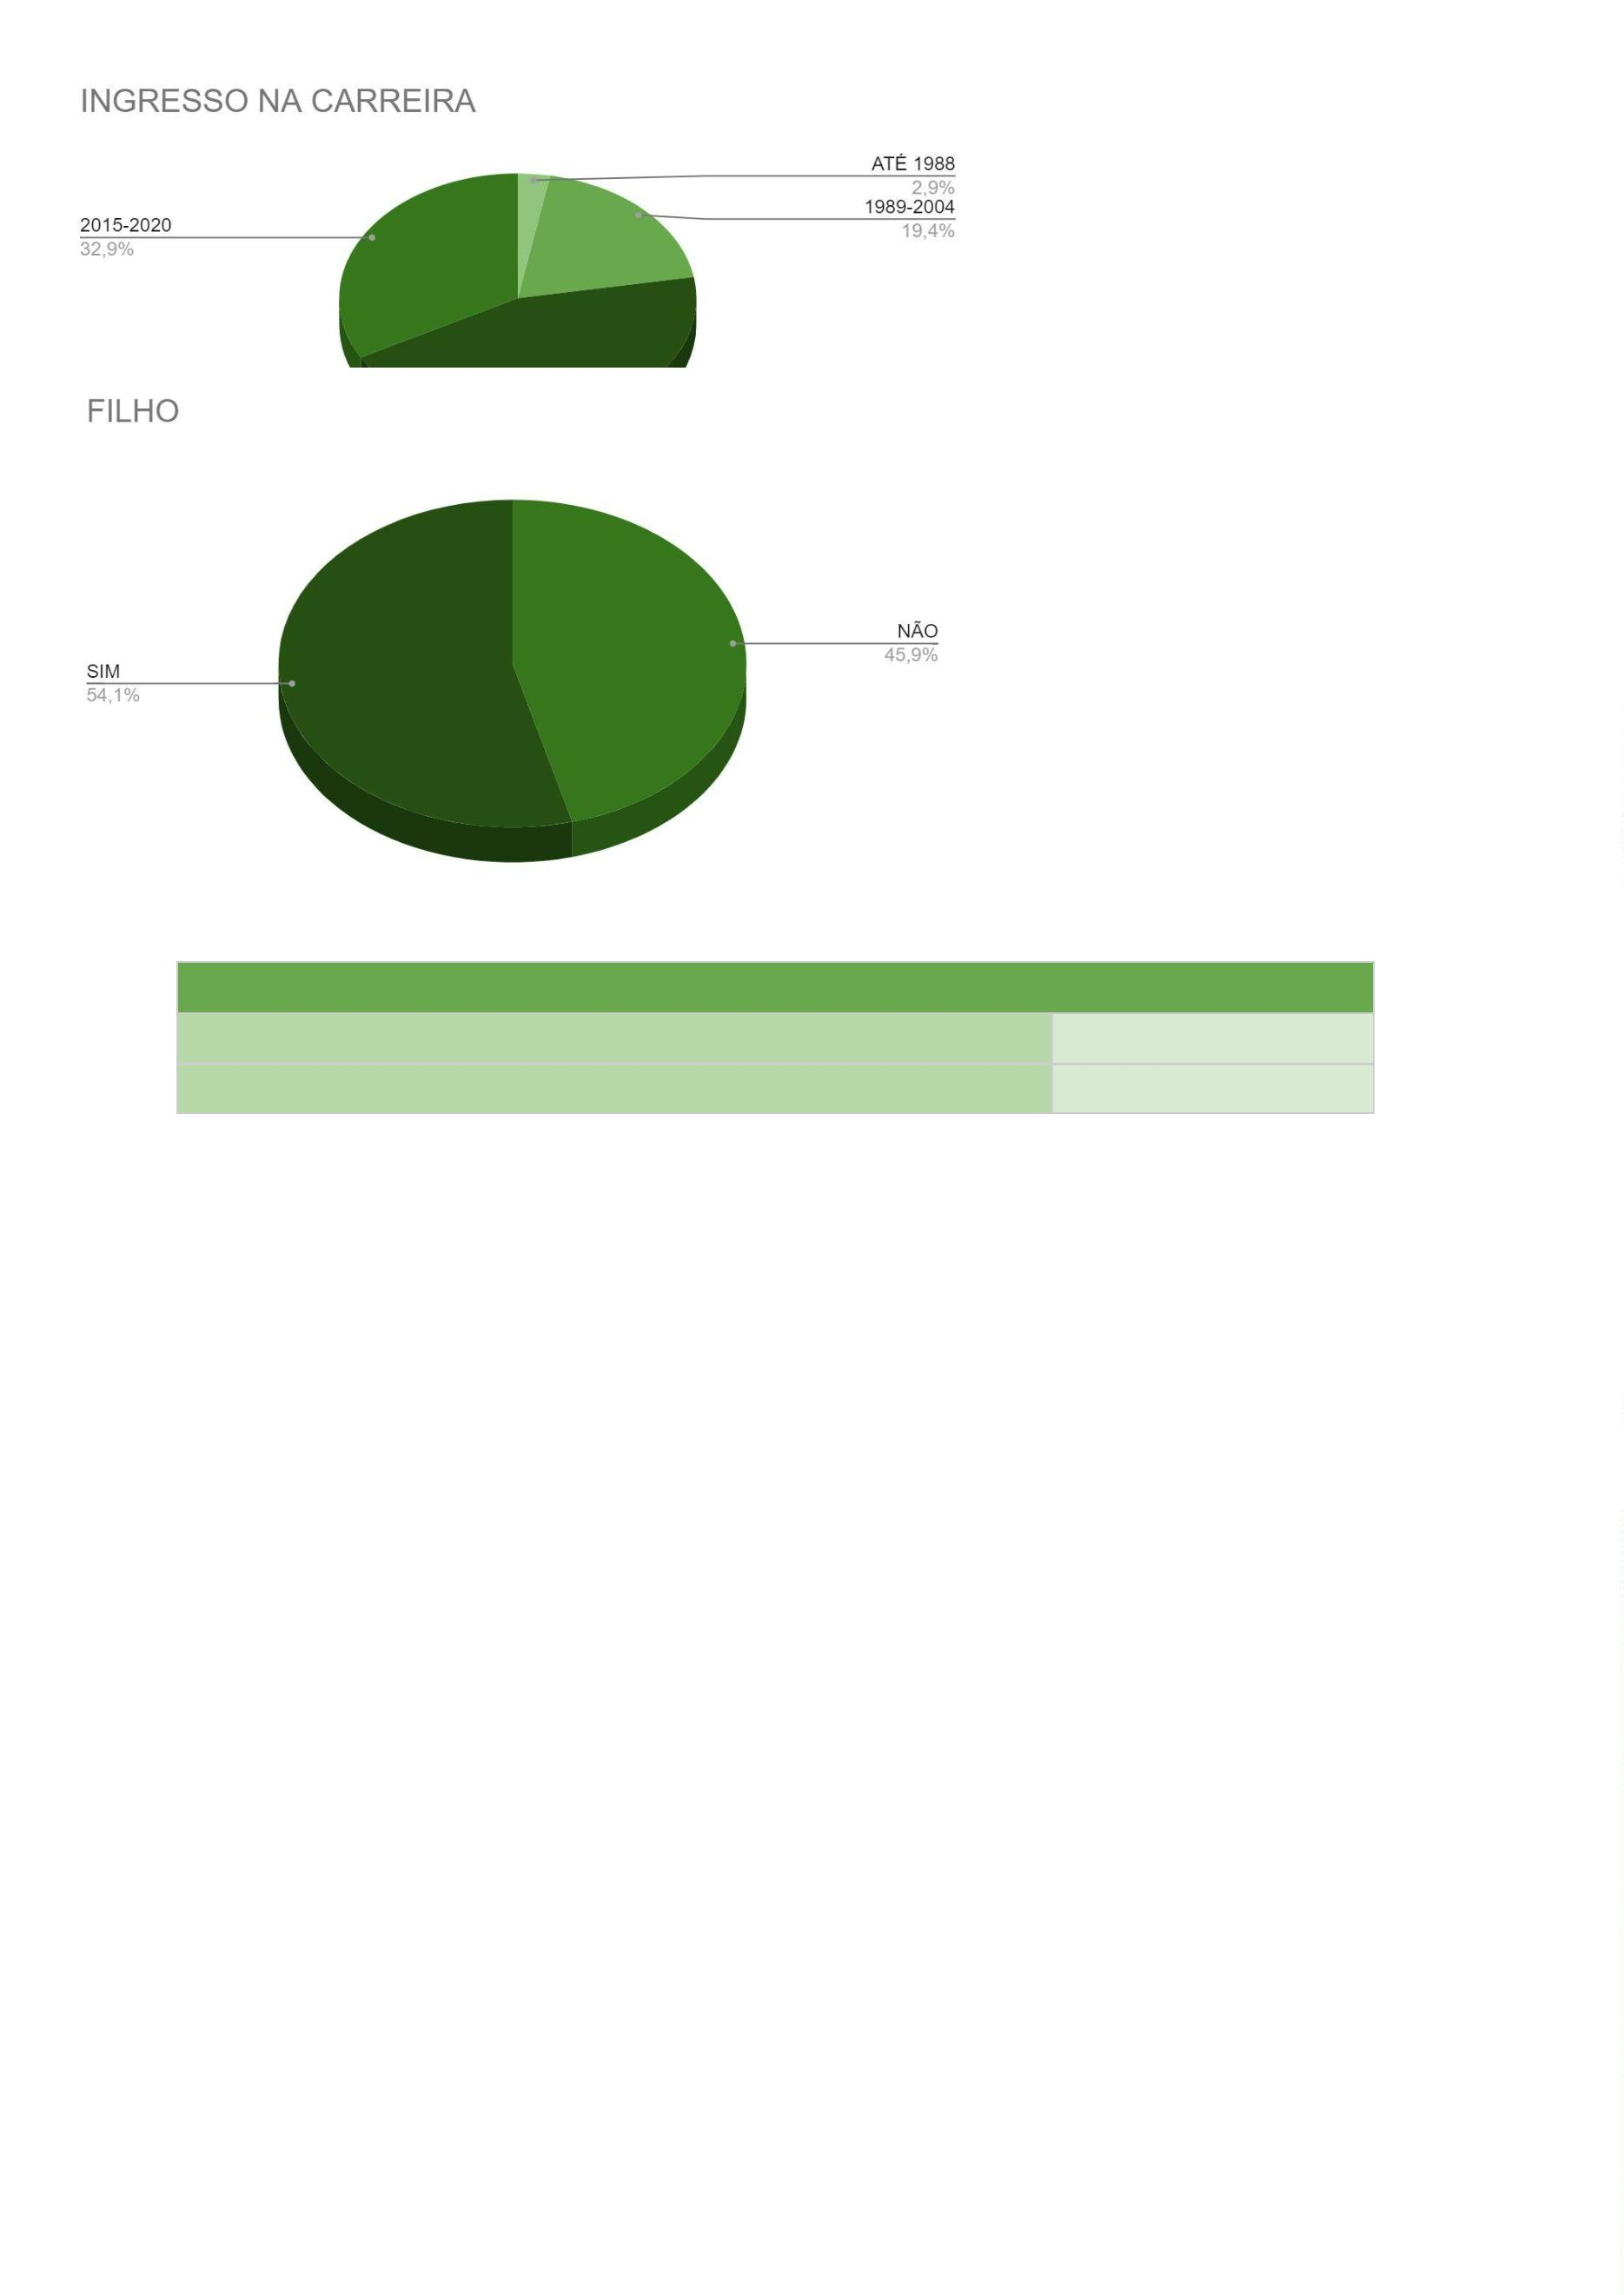 INGRESSO NA CARREIRA
ATÉ 1988
2,9%
1989-2004
19,4%
2015-2020
32,9%
FILHO
NÃO
45,9%
SIM
54,1%